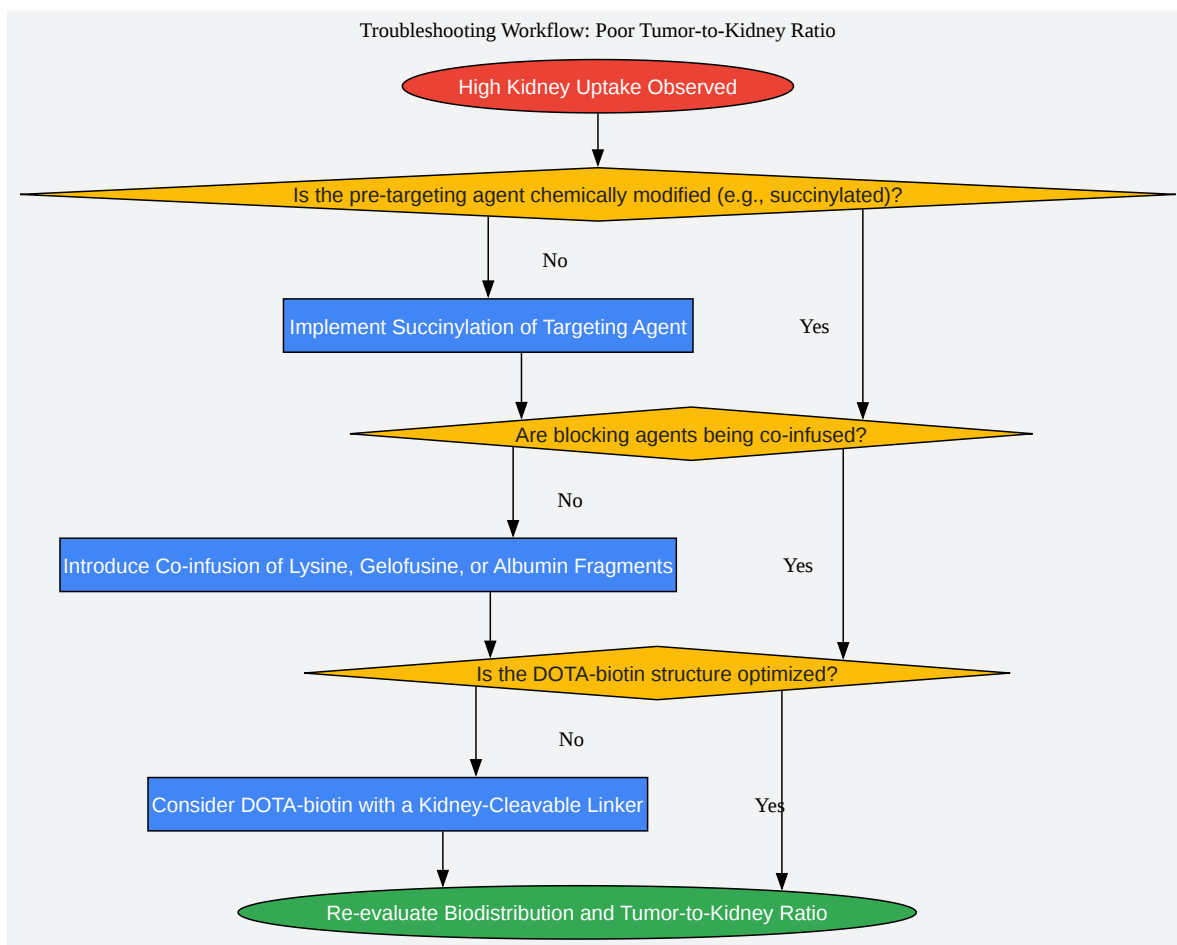 Troubleshooting Workflow: Poor Tumor-to-Kidney Ratio
High Kidney Uptake Observed
Is the pre-targeting agent chemically modified (e.g., succinylated)?
No
Implement Succinylation of Targeting Agent
Yes
Are blocking agents being co-infused?
No
Introduce Co-infusion of Lysine, Gelofusine, or Albumin Fragments
Yes
Is the DOTA-biotin structure optimized?
No
Consider DOTA-biotin with a Kidney-Cleavable Linker
Yes
Re-evaluate Biodistribution and Tumor-to-Kidney Ratio